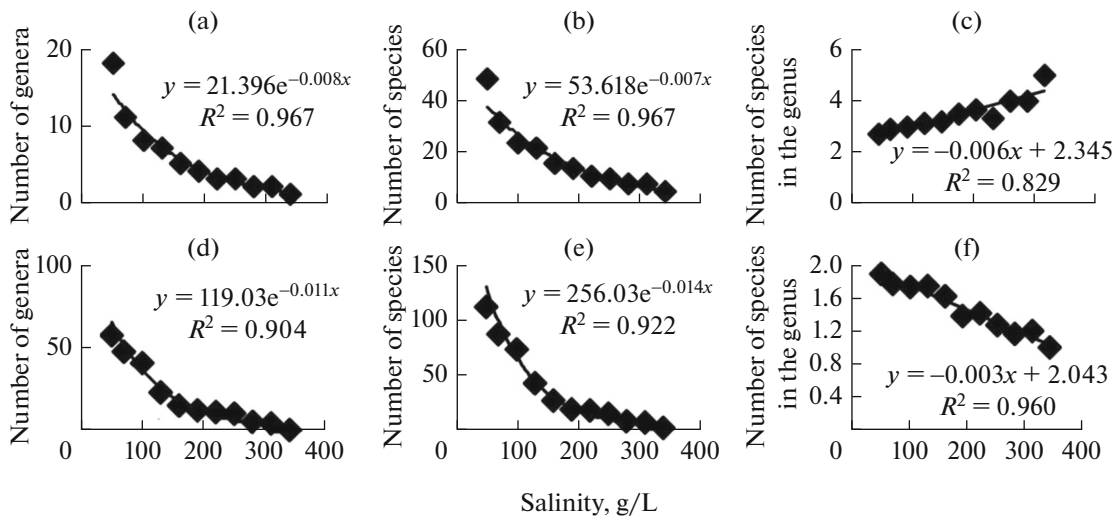 (a)
Number of genera
20
10
0
y = 21.396e^–0.008x
R² = 0.967
(b)
Number of species
60
40
20
0
y = 53.618e^–0.007x
R² = 0.967
(c)
Number of species
in the genus
6
4
2
0
y = –0.006x + 2.345
R² = 0.829
(d)
Number of genera
100
50
0
100
200
300
400
y = 119.03e^–0.011x
R² = 0.904
(e)
Number of species
150
100
50
0
100
200
300
400
y = 256.03e^–0.014x
R² = 0.922
(f)
Number of species
in the genus
2.0
1.6
1.2
0.8
0.4
0
100
200
300
400
y = –0.003x + 2.043
R² = 0.960
Salinity, g/L